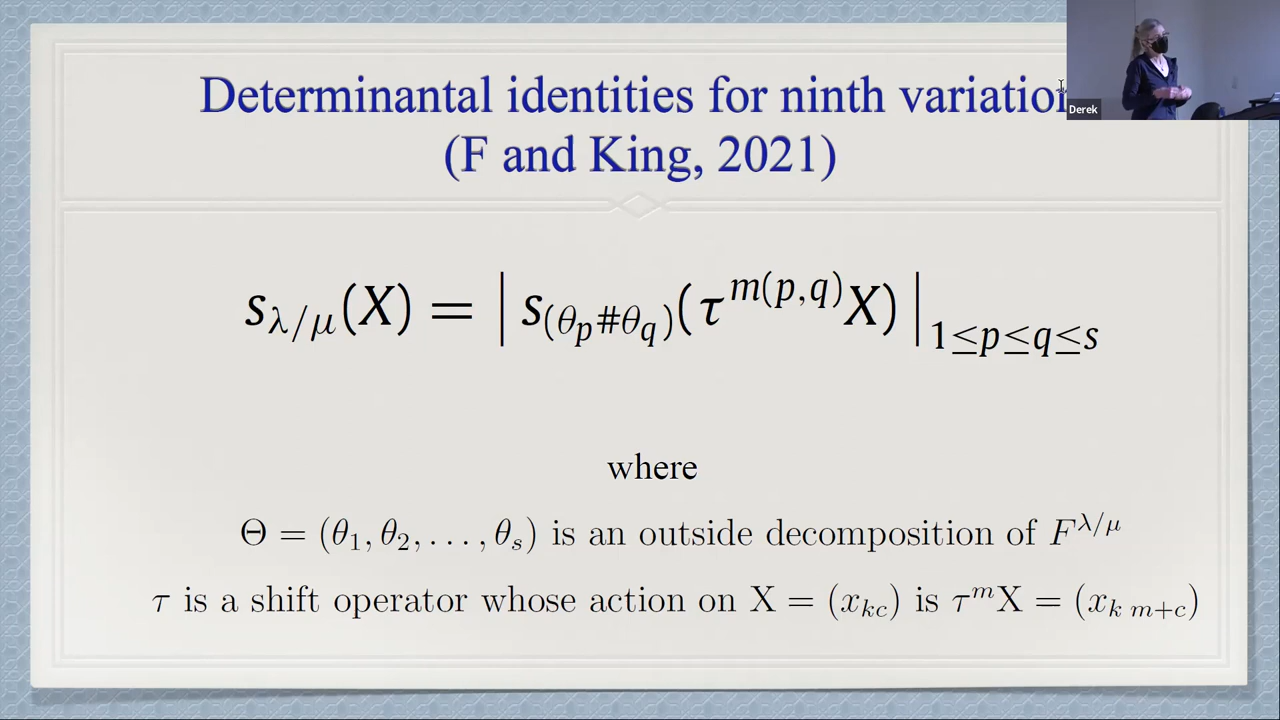 Determinantal identities for ninth variation
(F and King, 2021)
Derek
s_{λ/μ}(X) = | s_{(θ_p#θ_q)}(τ^{m(p,q)}X) |_{1≤p≤q≤s}
where
Θ = (θ_1, θ_2, . . . , θ_s) is an outside decomposition of F^{λ/μ}
τ is a shift operator whose action on X = (x_{kc}) is τ^mX = (x_{k m+c})